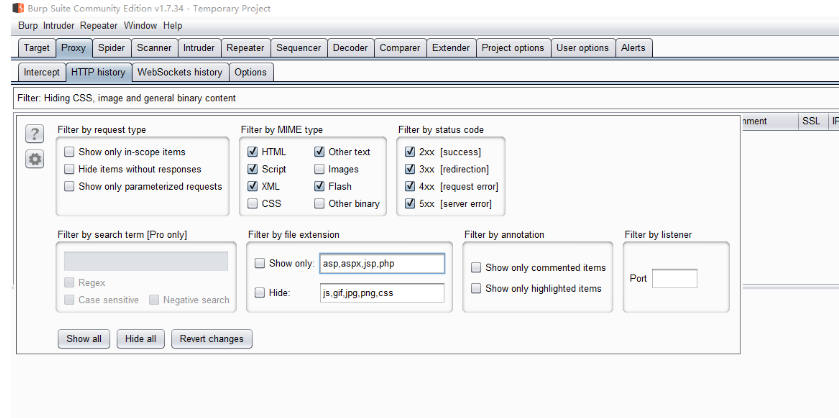 Burp Suite Community Edition v1.7.34 - Temporary Project
Burp Intruder Repeater Window Help
Target Proxy Spider Scanner Intruder Repeater Sequencer Decoder Comparer Extender Project options User options Alerts
Intercept HTTP history WebSockets history Options
Filter: Hiding CSS, image and general binary content
nment SSL IP
? Filter by request type Filter by MIME type Filter by status code
Show only in-scope items HTML Other text 2xx [success]
Hide items without responses Script Images 3xx [redirection]
Show only parameterized requests XML Flash 4xx [request error]
CSS Other binary 5xx [server error]
Filter by search term [Pro only] Filter by file extension Filter by annotation Filter by listener
Show only: asp,aspx,jsp,php Show only commented items
Regex Port
Case sensitive Negative search Hide: js,gif,jpg,png,css Show only highlighted items
Show all Hide all Revert changes